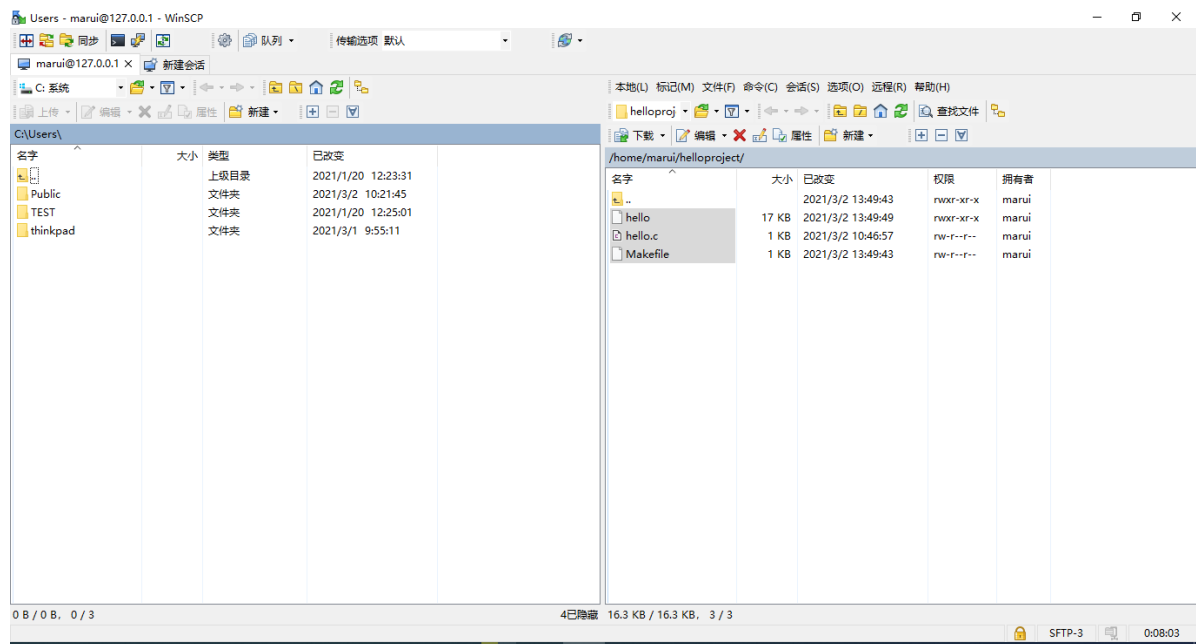 Users - marui@127.0.0.1 - WinSCP
同步 队列 传输选项 默认
marui@127.0.0.1 × 新建会话
C: 系统
上传 编辑 属性 新建
C:\Users\
名字 大小 类型 已改变
.. 上级目录 2021/1/20 12:23:31
Public 文件夹 2021/3/2 10:21:45
TEST 文件夹 2021/1/20 12:25:01
thinkpad 文件夹 2021/3/1 9:55:11
0 B / 0 B, 0 / 3 4已隐藏
本地(L) 标记(M) 文件(F) 命令(C) 会话(S) 选项(O) 远程(R) 帮助(H)
helloproj 查找文件
下载 编辑 属性 新建
/home/marui/helloproject/
名字 大小 已改变 权限 拥有者
.. 2021/3/2 13:49:43 rwxr-xr-x marui
hello 17 KB 2021/3/2 13:49:49 rwxr-xr-x marui
hello.c 1 KB 2021/3/2 10:46:57 rw-r--r-- marui
Makefile 1 KB 2021/3/2 13:49:43 rw-r--r-- marui
16.3 KB / 16.3 KB, 3 / 3
SFTP-3 0:08:03